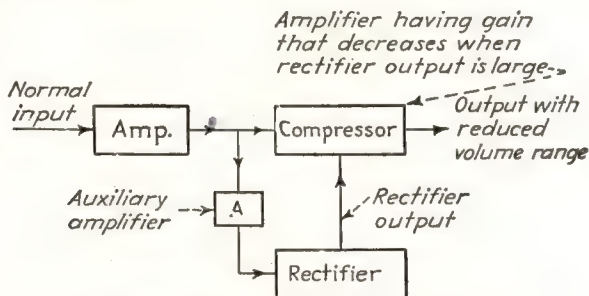 Amplifier having gain
that decreases when
rectifier output is large
Normal
input
Amp.
Compressor
Output with
reduced
volume range
Auxiliary
amplifier
A
Rectifier
output
Rectifier